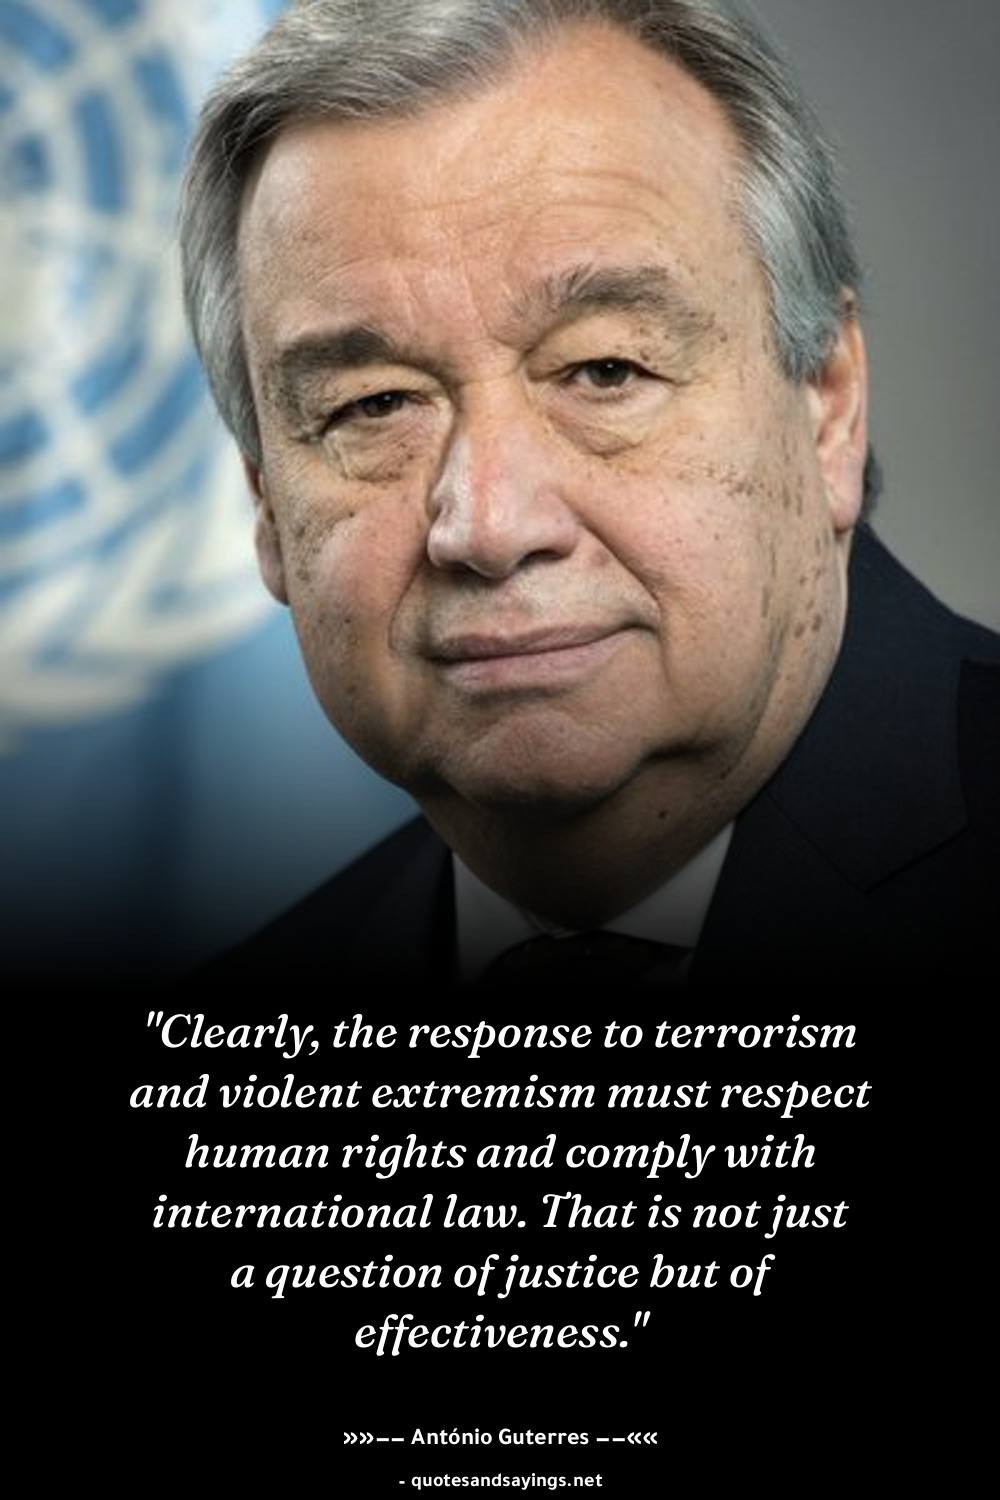 "Clearly, the response to terrorism
and violent extremism must respect
human rights and comply with
international law. That is not just
a question of justice but of
effectiveness."
»»−− António Guterres −−««
- quotesandsayings.net